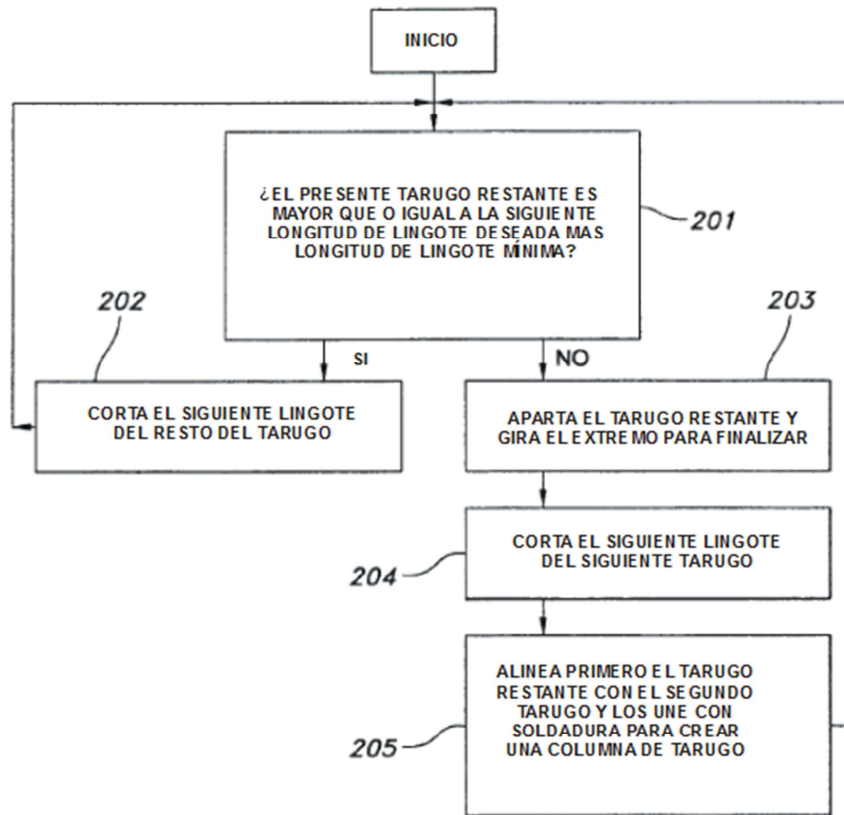 INICIO
¿EL PRESENTE TARUGO RESTANTE ES
MAYOR QUE O IGUAL A LA SIGUIENTE
LONGITUD DE LINGOTE DESEADA MAS
LONGITUD DE LINGOTE MÍNIMA?
201
202
203
SI
NO
CORTA EL SIGUIENTE LINGOTE
DEL RESTO DEL TARUGO
APARTA EL TARUGO RESTANTE Y
GIRA EL EXTREMO PARA FINALIZAR
CORTA EL SIGUIENTE LINGOTE
DEL SIGUIENTE TARUGO
204
ALINEA PRIMERO EL TARUGO
RESTANTE CON EL SEGUNDO
TARUGO Y LOS UNE CON
SOLDADURA PARA CREAR
UNA COLUMNA DE TARUGO
205